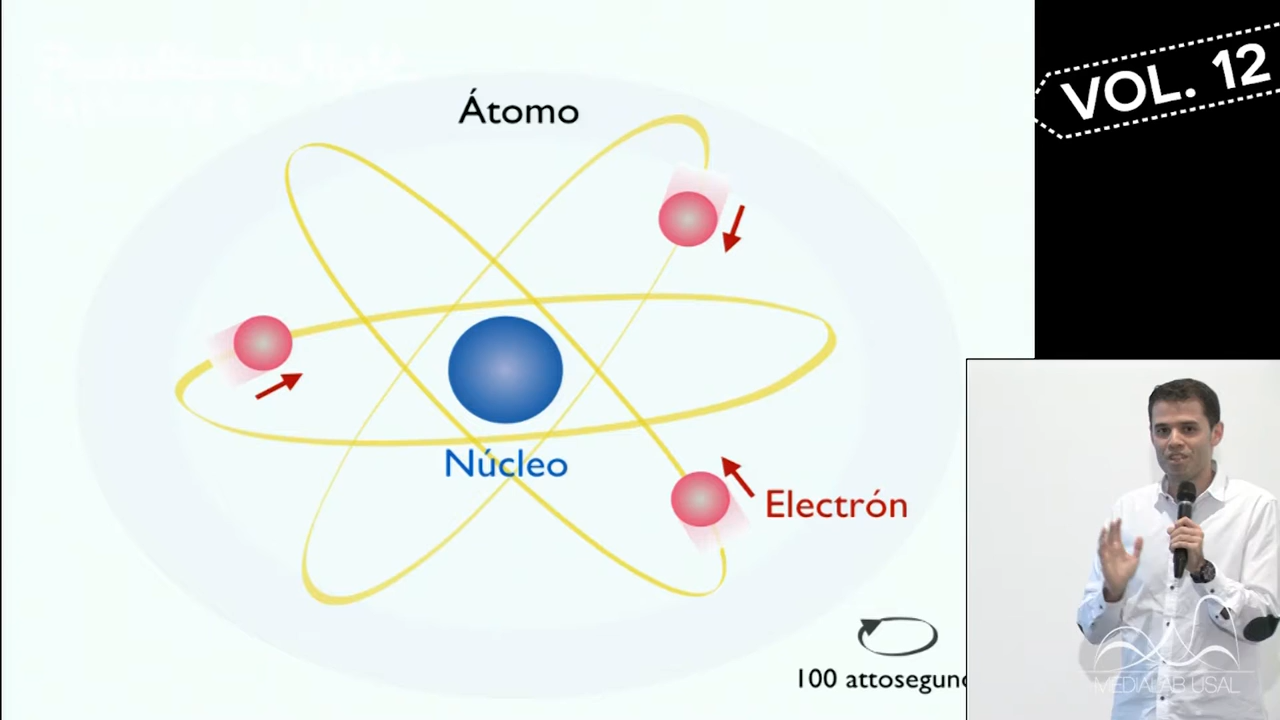 Átomo
VOL. 12
Núcleo
Electrón
100 attosegund
MEDIALAB USAL